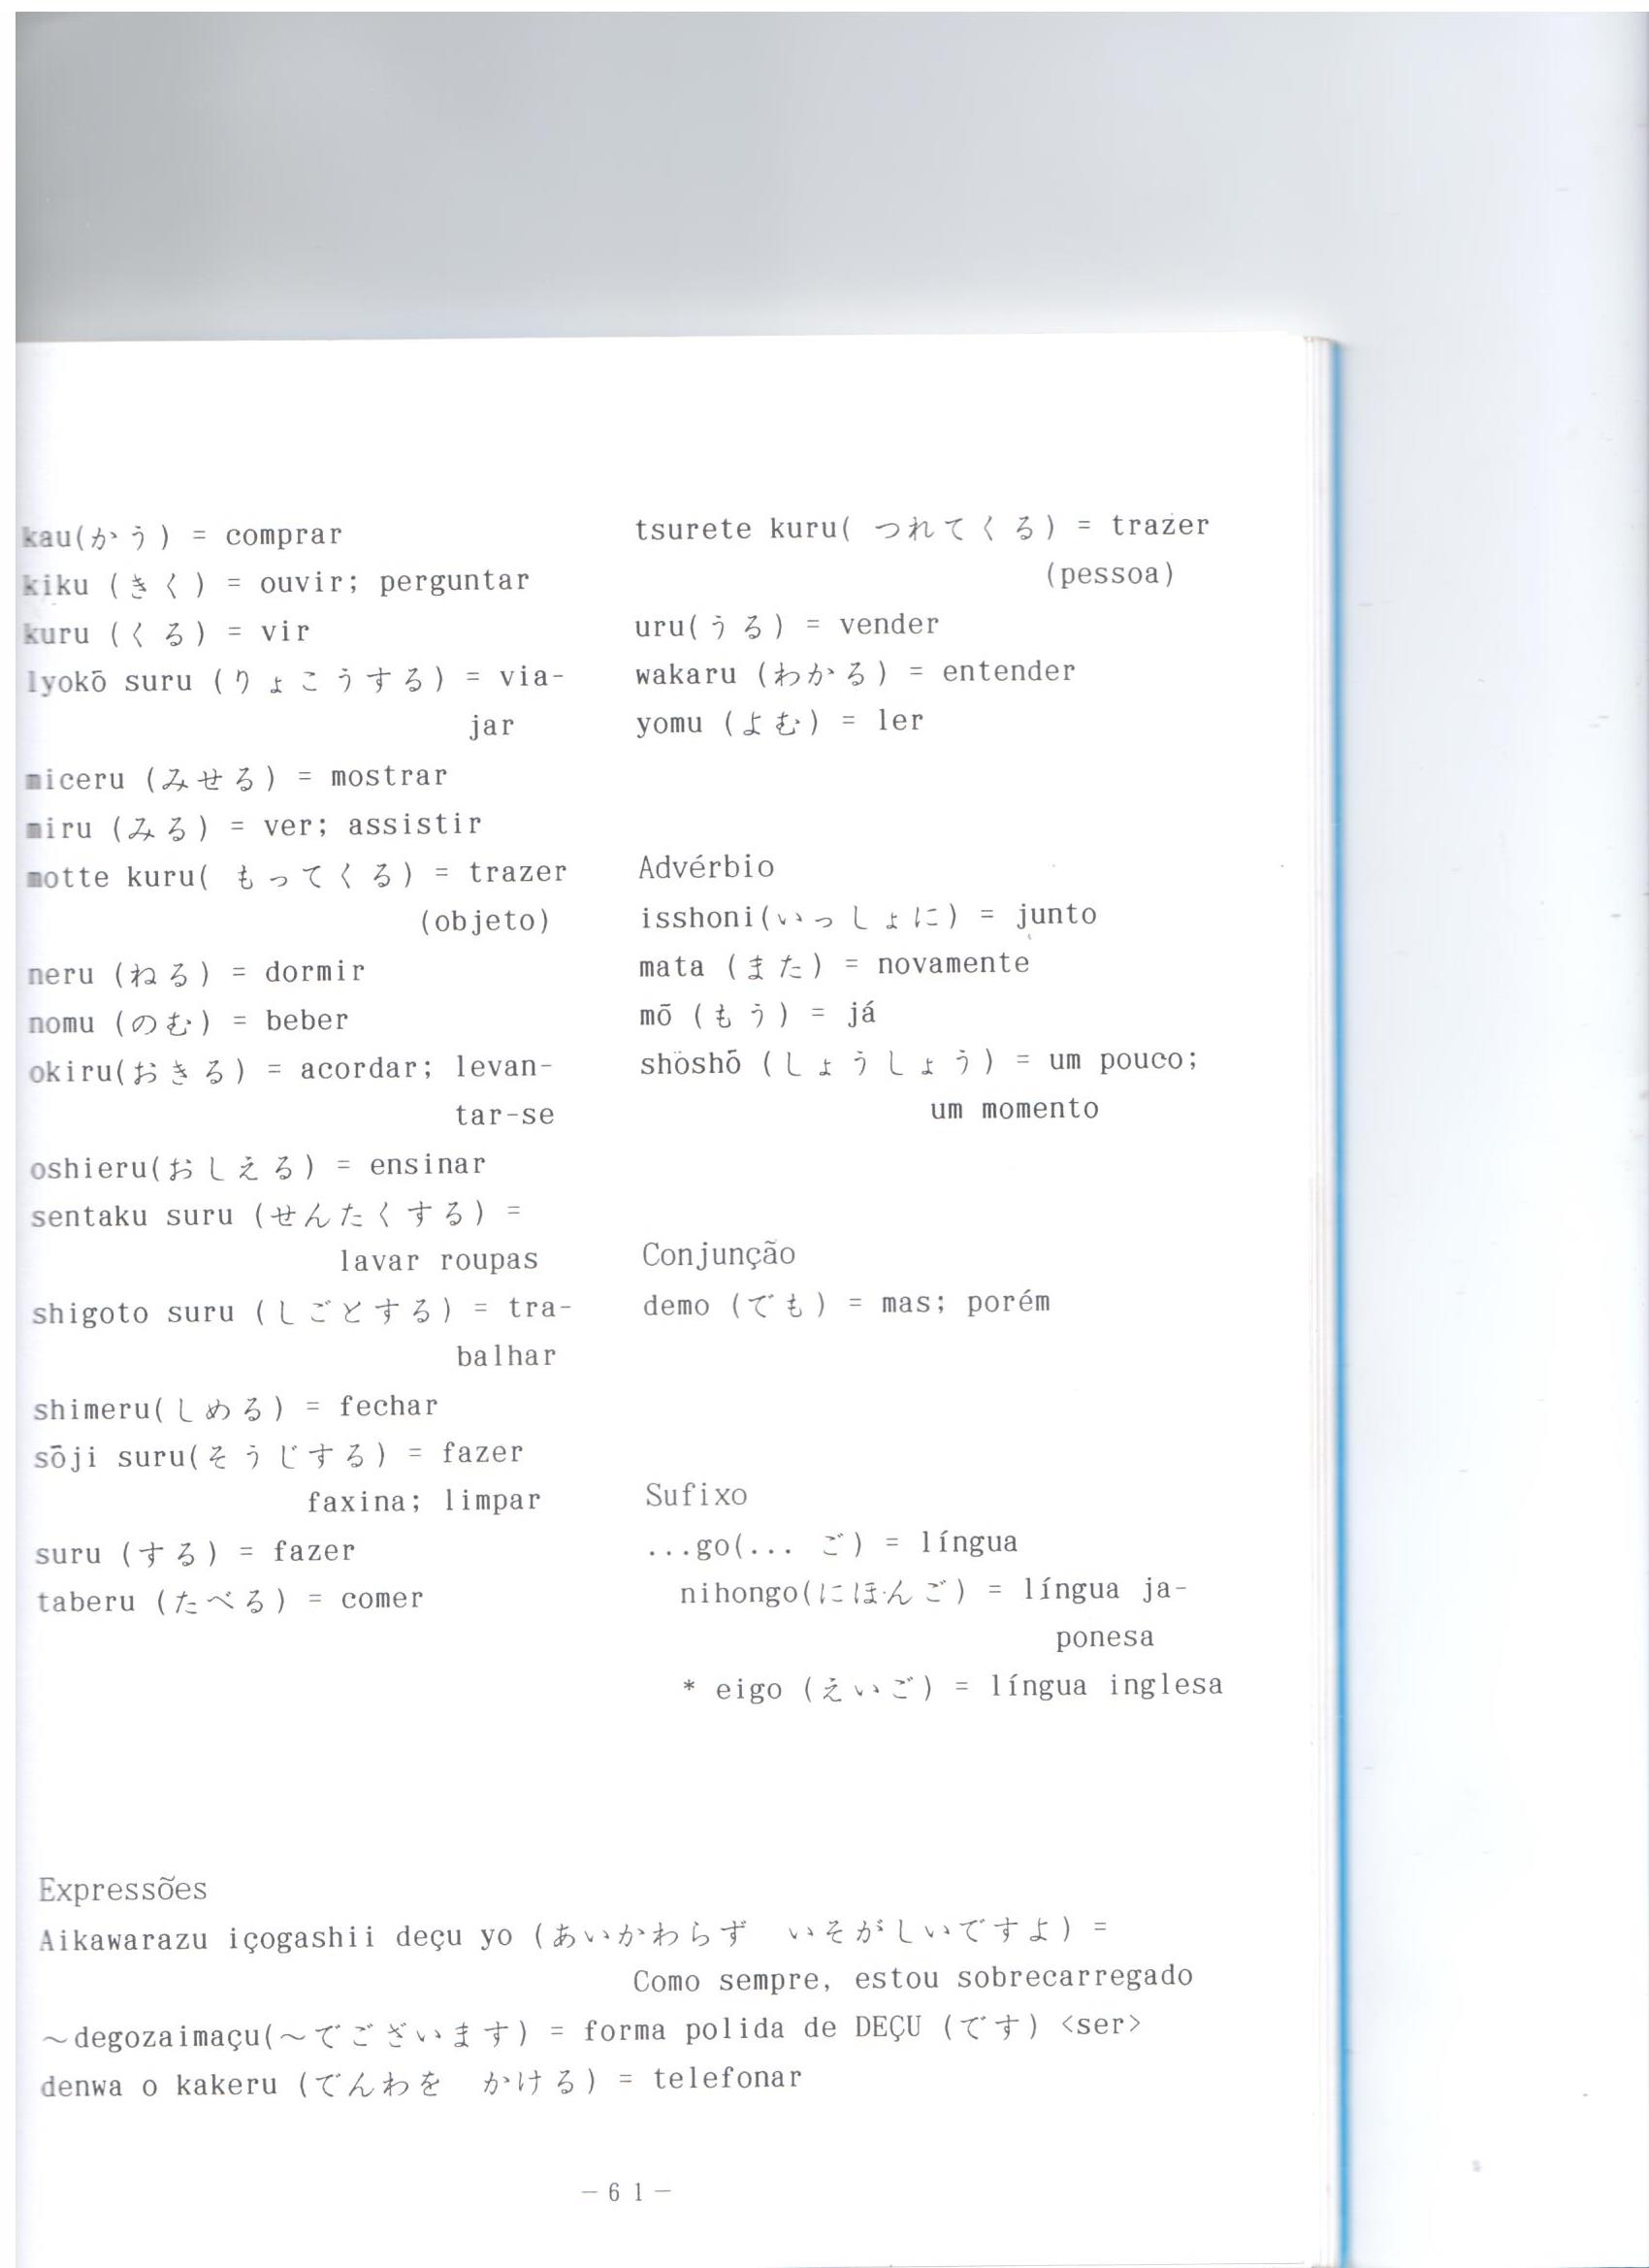 kau(かう) = comprar
kiku (きく) = ouvir; perguntar
kuru (くる) = vir
lyokō suru (りょこうする) = via-
jar
miceru (みせる) = mostrar
miru (みる) = ver; assistir
motte kuru( もってくる) = trazer
(objeto)
neru (ねる) = dormir
nomu (のむ) = beber
okiru(おきる) = acordar; levan-
tar-se
oshieru(おしえる) = ensinar
sentaku suru (せんたくする) =
lavar roupas
shigoto suru (しごとする) = tra-
balhar
shimeru(しめる) = fechar
sōji suru(そうじする) = fazer
faxina; limpar
suru (する) = fazer
taberu (たべる) = comer
tsurete kuru( つれてくる) = trazer
(pessoa)
uru(うる) = vender
wakaru (わかる) = entender
yomu (よむ) = ler
Advérbio
isshoni(いっしょに) = junto
mata (また) = novamente
mō (もう) = já
shōshō (しょうしょう) = um pouco;
um momento
Conjunção
demo (でも) = mas; porém
Sufixo
...go(... ご) = língua
nihongo(にほんご) = língua ja-
ponesa
* eigo (えいご) = língua inglesa
Expressões
Aikawarazu içogashii deçu yo (あいかわらず　いそがしいですよ) =
Como sempre, estou sobrecarregado
～degozaimaçu(～でございます) = forma polida de DEÇU (です) <ser>
denwa o kakeru (でんわを　かける) = telefonar
－61－